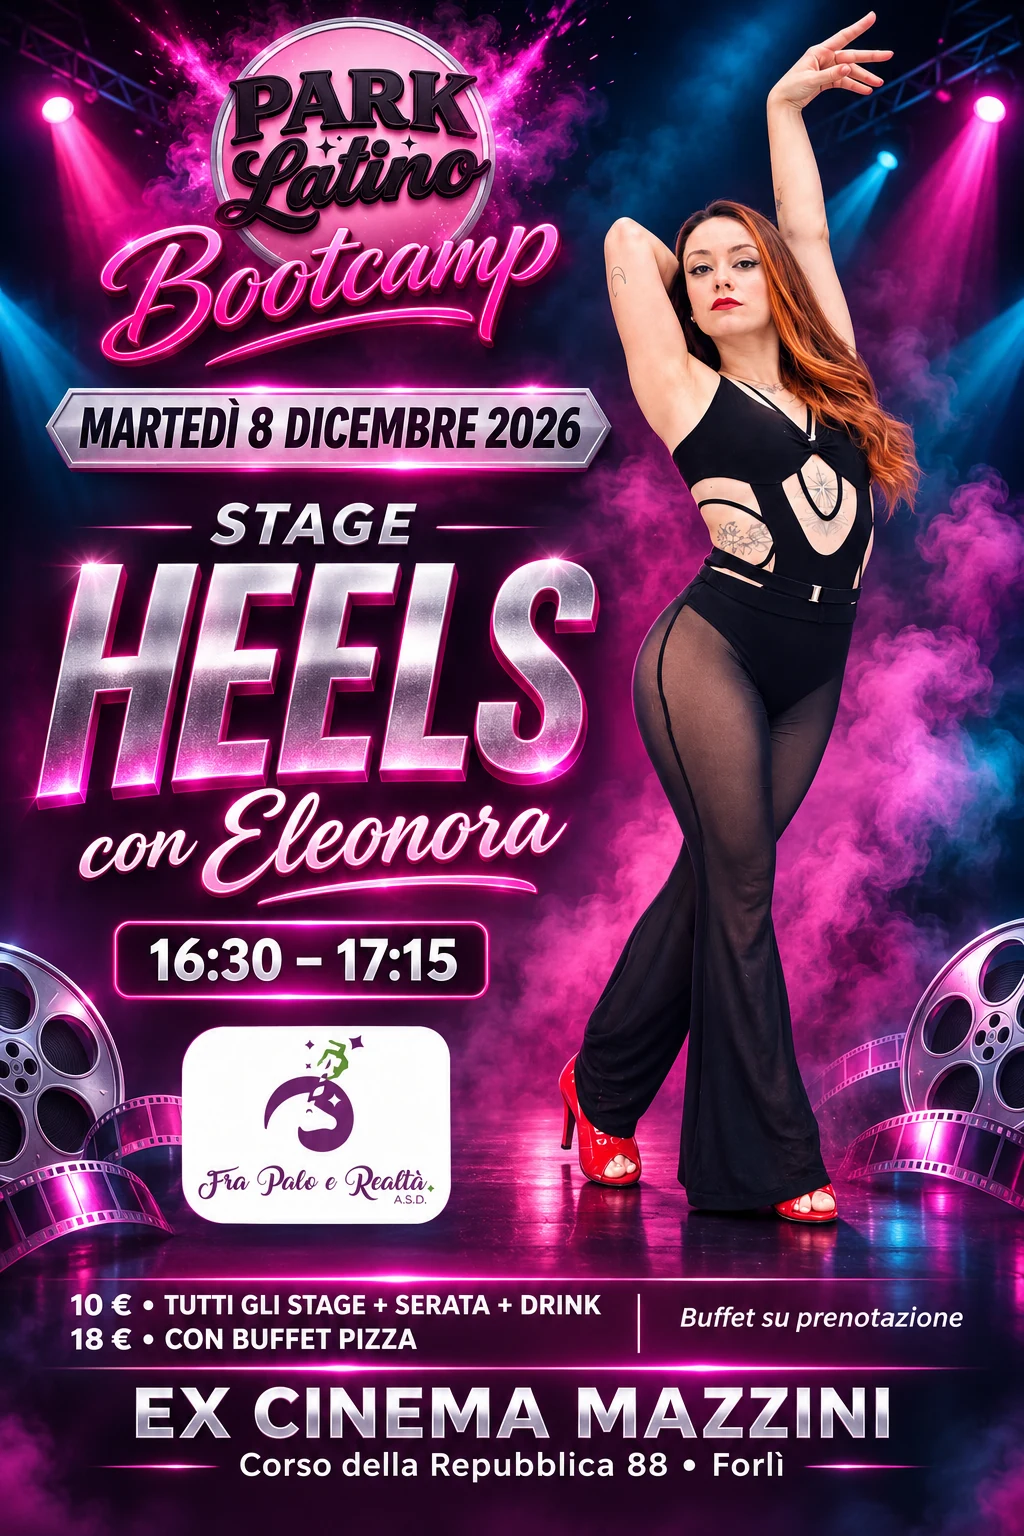 PARK
Latino
Bootcamp
MARTEDÌ 8 DICEMBRE 2026
STAGE
HEELS
con Eleonora
16:30 – 17:15
Fra Palo e Realtà.
A.S.D.
10 € • TUTTI GLI STAGE + SERATA + DRINK
18 € • CON BUFFET PIZZA
Buffet su prenotazione
EX CINEMA MAZZINI
Corso della Repubblica 88 • Forlì